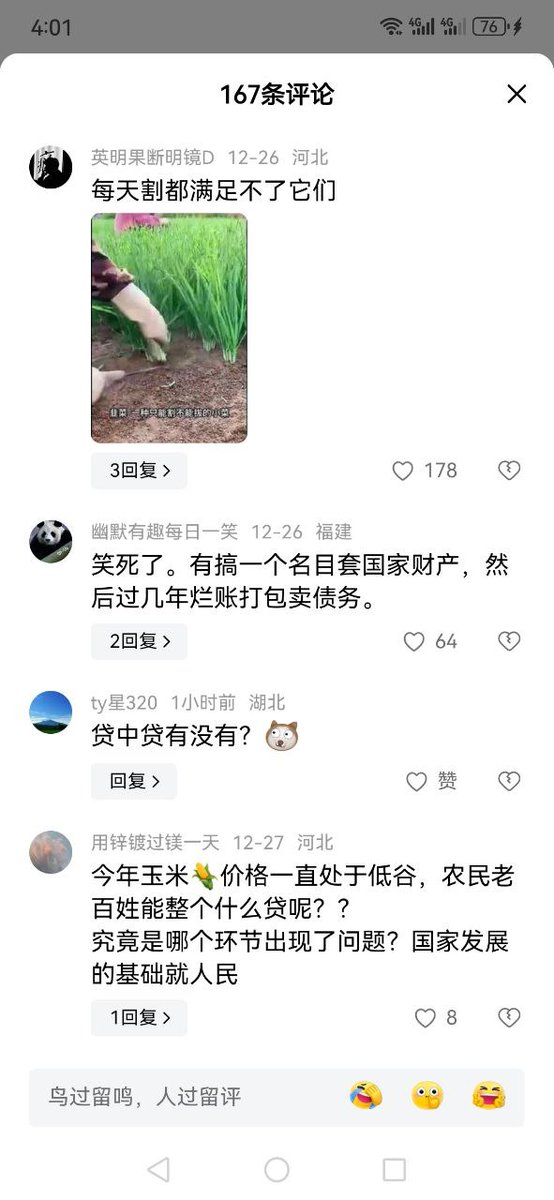 4:01
4G 4G 76
167条评论
英明果断明镜D 12-26 河北
每天割都满足不了它们
韭菜 一种只能割不能拔的小菜
3回复
178
幽默有趣每日一笑 12-26 福建
笑死了。有搞一个名目套国家财产，然
后过几年烂账打包卖债务。
2回复
64
ty星320 1小时前 湖北
贷中贷有没有？
回复
赞
用锌镀过镁一天 12-27 河北
今年玉米🌽价格一直处于低谷，农民老
百姓能整个什么贷呢？？
究竟是哪个环节出现了问题？国家发展
的基础就人民
1回复
8
鸟过留鸣，人过留评